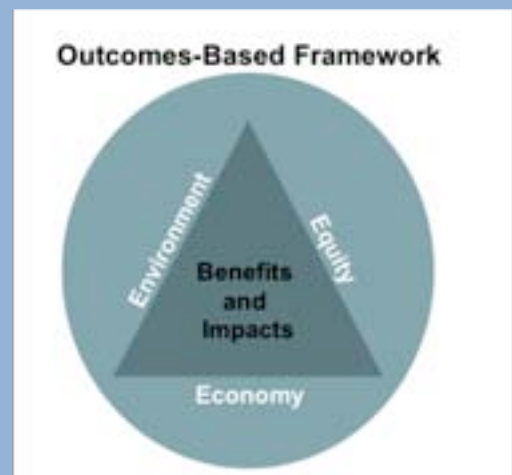 Outcomes-Based Framework
Environment
Equity
Benefits
and
Impacts
Economy